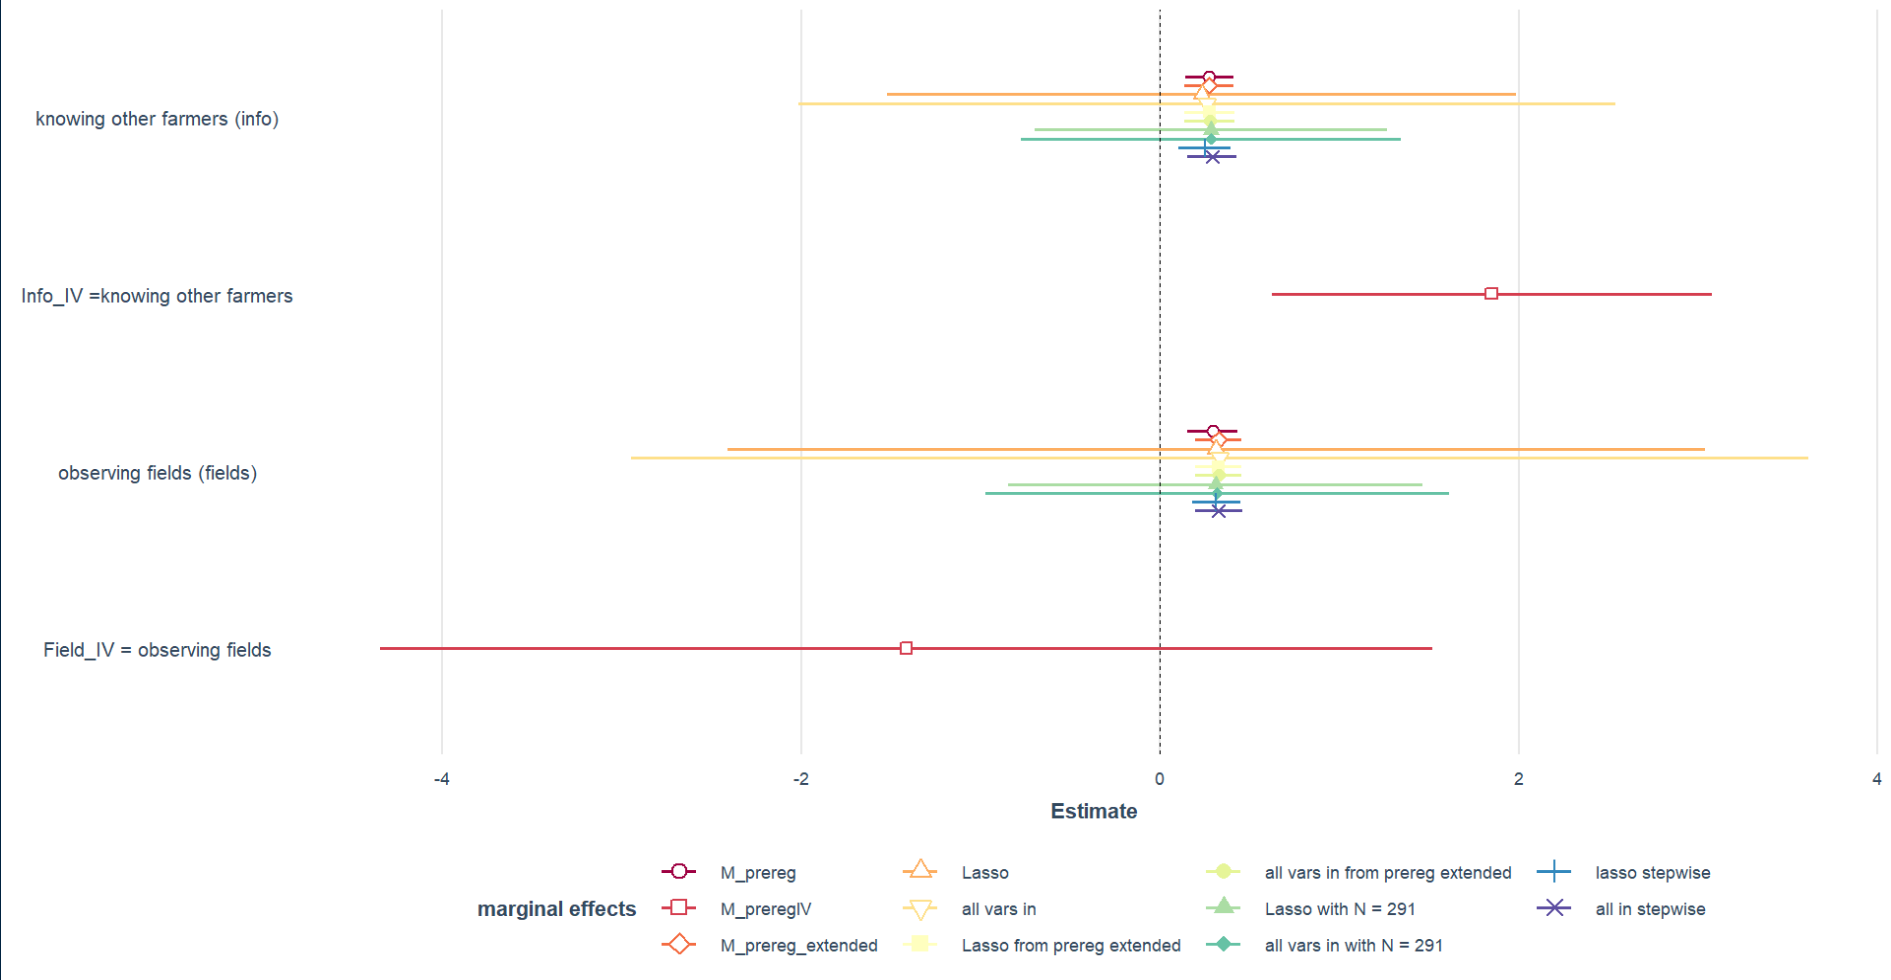 knowing other farmers (info)
Info_IV =knowing other farmers
observing fields (fields)
Field_IV = observing fields
-4 -2 0 2 4
Estimate
marginal effects
M_prereg
M_preregIV
M_prereg_extended
Lasso
all vars in
Lasso from prereg extended
all vars in from prereg extended
Lasso with N = 291
all vars in with N = 291
lasso stepwise
all in stepwise